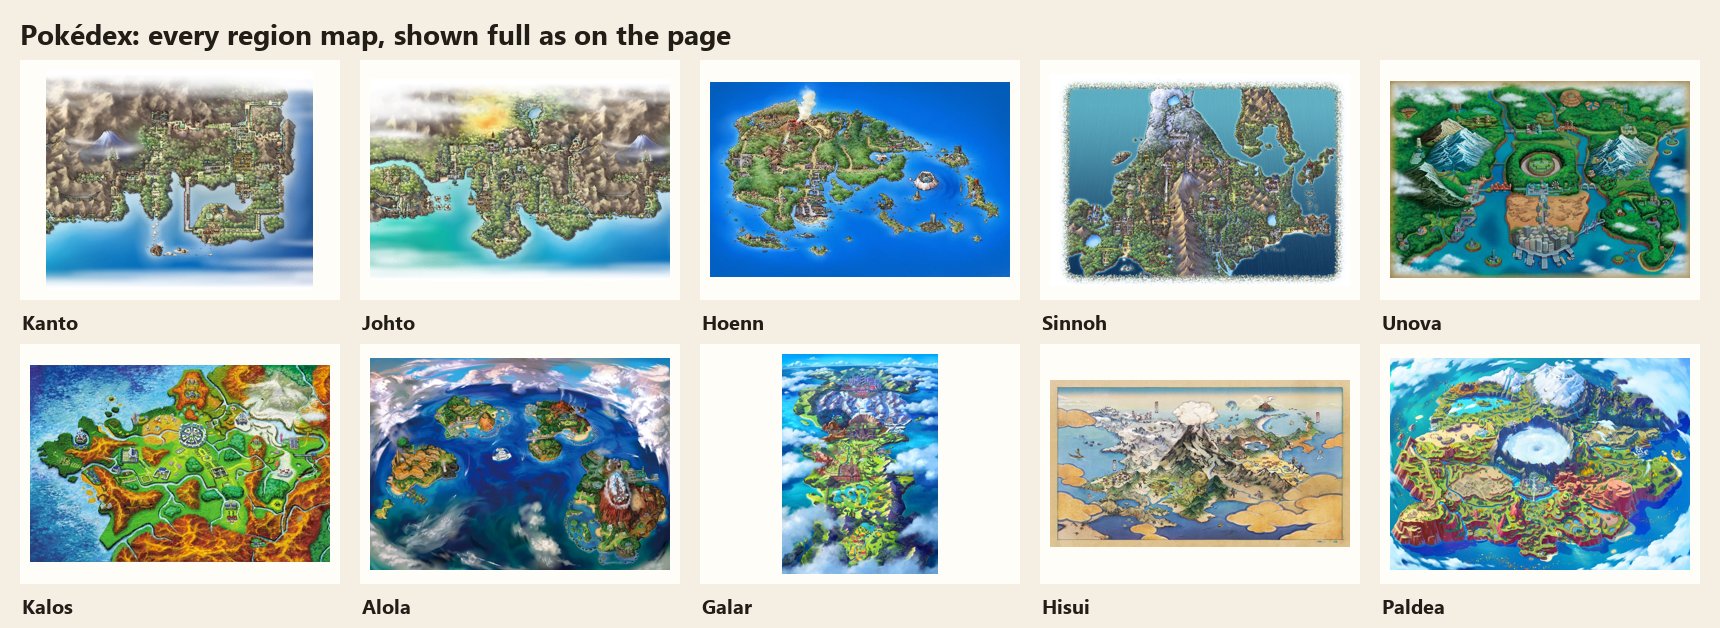 Pokédex: every region map, shown full as on the page
Kanto
Johto
Hoenn
Sinnoh
Unova
Kalos
Alola
Galar
Hisui
Paldea